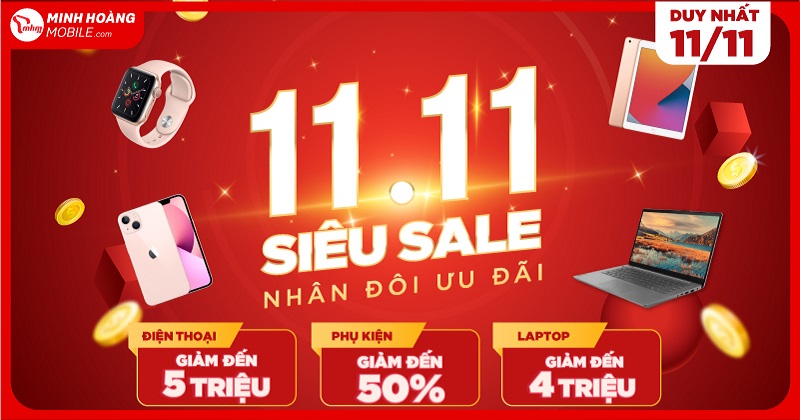 mhm
MINH HOÀNG
MOBILE.com
DUY NHẤT
11/11
11.11
SIÊU SALE
NHÂN ĐÔI ƯU ĐÃI
ĐIỆN THOẠI
GIẢM ĐẾN
5 TRIỆU
PHỤ KIỆN
GIẢM ĐẾN
50%
LAPTOP
GIẢM ĐẾN
4 TRIỆU